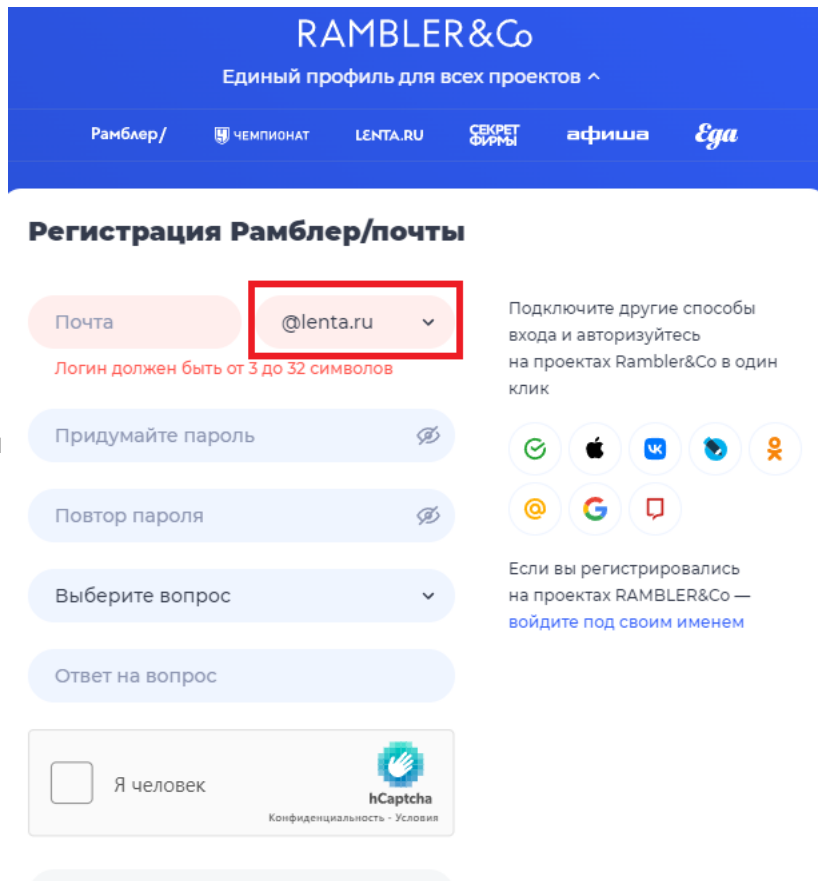 RAMBLER&Co
Единый профиль для всех проектов
Рамблер/ ЧЕМПИОНАТ LENTA.RU СЕКРЕТ ФИРМЫ афиша Еда
Регистрация Рамблер/почты
Почта @lenta.ru
Логин должен быть от 3 до 32 символов
Придумайте пароль
Повтор пароля
Выберите вопрос
Ответ на вопрос
Я человек
hCaptcha
Конфиденциальность - Условия
Подключите другие способы
входа и авторизуйтесь
на проектах Rambler&Co в один
клик
Если вы регистрировались
на проектах RAMBLER&Co —
войдите под своим именем